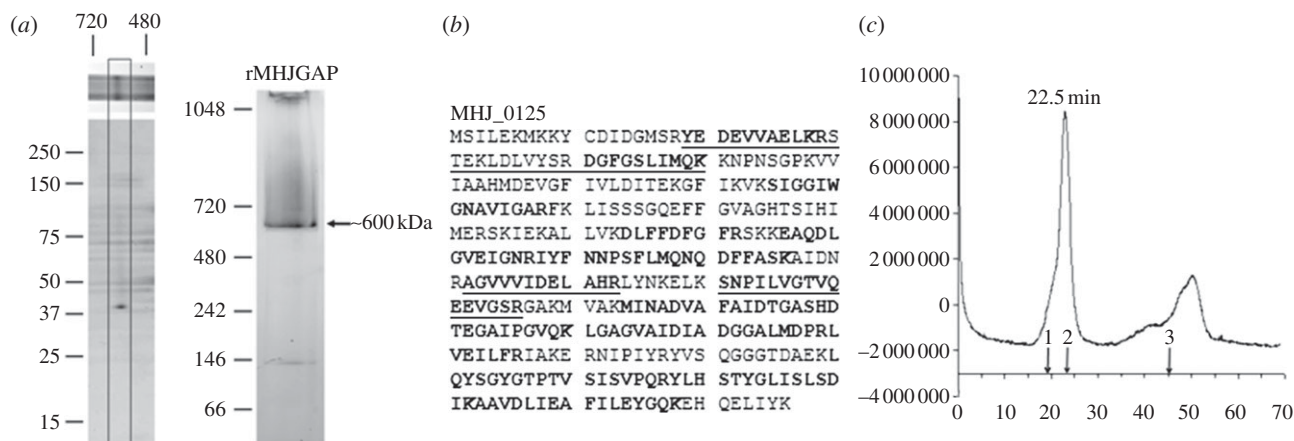 (a)
720 480
250
150
75
50
37
25
15
rMHJGAP
1048
720
480
242
146
66
~600 kDa
(b)
MHJ_0125
MSILEKMKKY CDIDGMSRYE DEVVAELKRS
TEKLDLVYSR DGFGSLIMQK KNPNSGPKVV
IAAHMDEVGF IVLDITEKGF IKVKSIGGIW
GNAVIGARFK LISSSGQEFF GVAGHTSIHI
MERSKIEKAL LVKDLFFDFG FRSKKEAQDL
GVEIGNRIYF NNPSFLMQNQ DFFASKAIDN
RAGVVVIDEL AHRLYNKELK SNPILVGTVQ
EEVGSRGAKM VAKMINADVA FAIDTGASHD
TEGAIPGVQK LGAGVAIDIA DGGALMDPRL
VEILFRIAKE RNIPIYRYVS QGGGTDAEKL
QYSGYGTPTV SISVPQRYLH STYGLISLSD
IKAAVDLIEA FILEYGQKEH QELIYK
(c)
10 000 000
8 000 000
6 000 000
4 000 000
2 000 000
0
−2 000 000
−3 000 000
−4 000 000
22.5 min
1 2 3
0 10 20 30 40 50 60 70